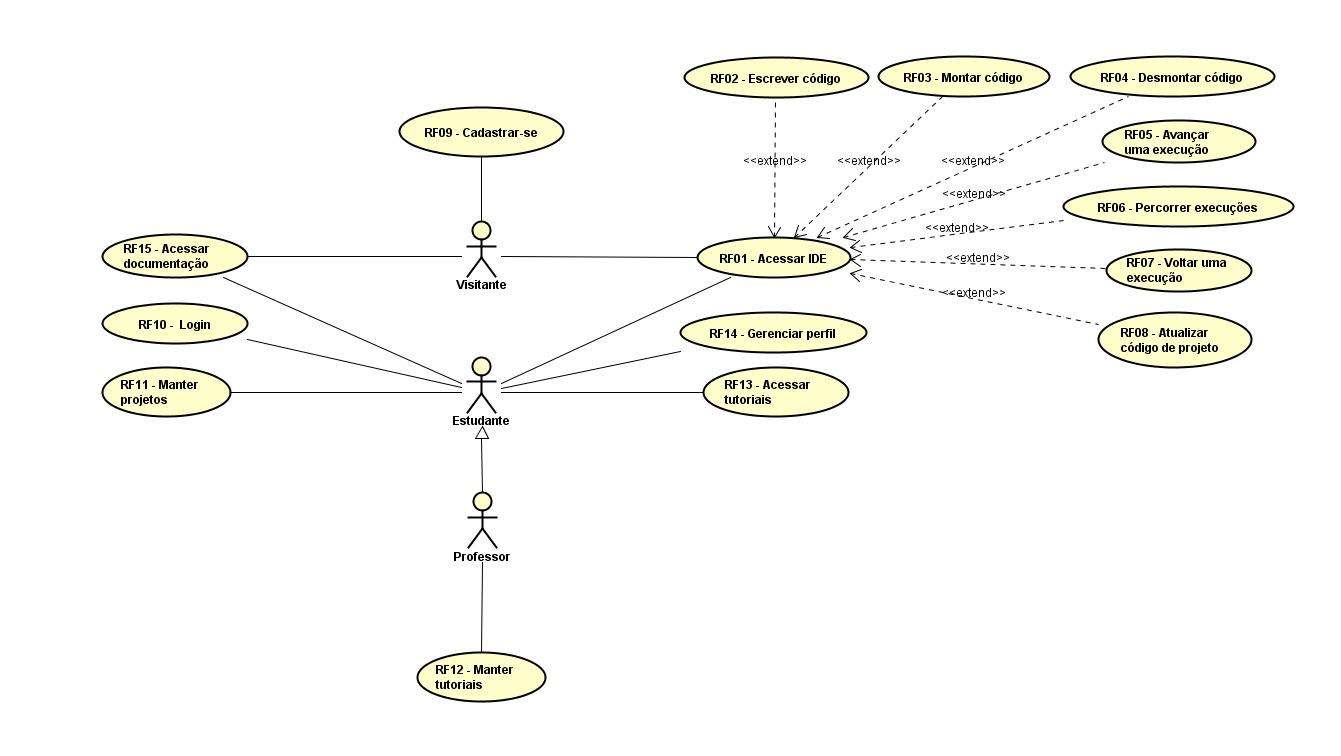 RF02 - Escrever código
RF03 - Montar código
RF04 - Desmontar código
RF09 - Cadastrar-se
RF05 - Avançar
uma execução
<<extend>>
<<extend>>
<<extend>>
<<extend>>
RF06 - Percorrer execuções
<<extend>>
RF15 - Acessar
documentação
RF01 - Acessar IDE
<<extend>>
RF07 - Voltar uma
execução
Visitante
<<extend>>
RF10 - Login
RF14 - Gerenciar perfil
RF08 - Atualizar
código de projeto
RF11 - Manter
projetos
RF13 - Acessar
tutoriais
Estudante
Professor
RF12 - Manter
tutoriais